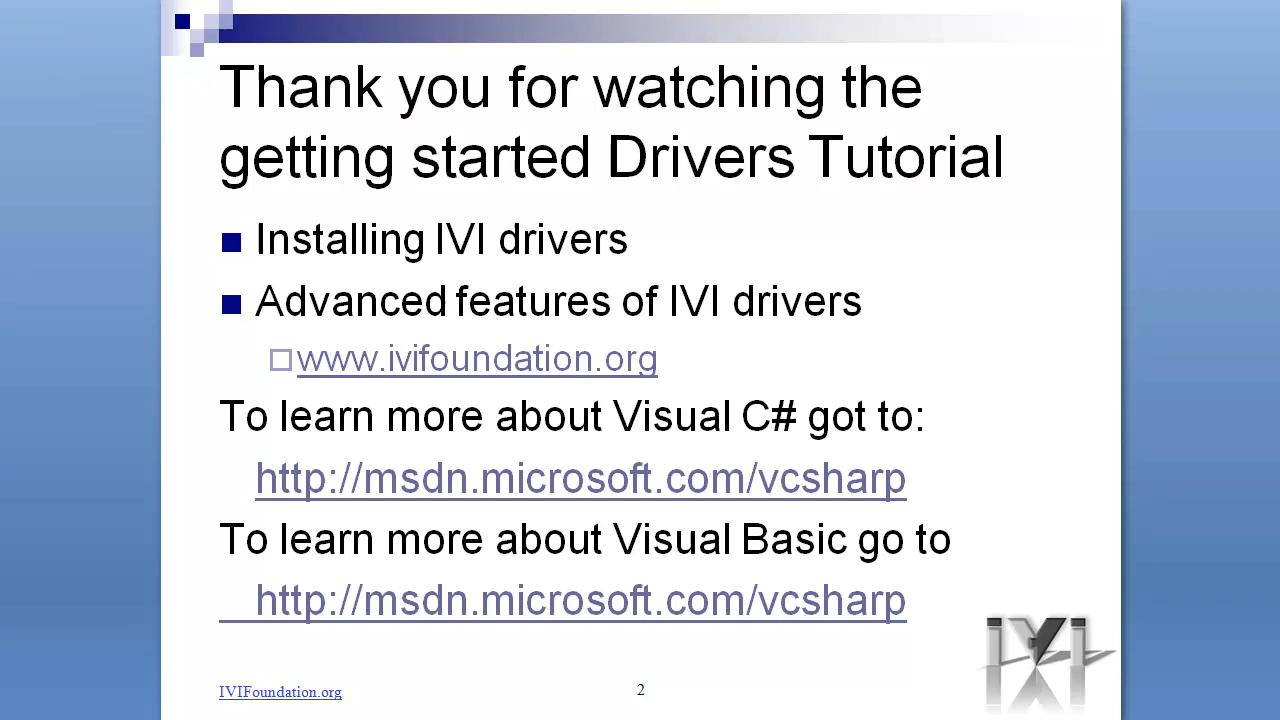 Thank you for watching the
getting started Drivers Tutorial
Installing IVI drivers
Advanced features of IVI drivers
www.ivifoundation.org
To learn more about Visual C# got to:
http://msdn.microsoft.com/vcsharp
To learn more about Visual Basic go to
http://msdn.microsoft.com/vcsharp
IVIFoundation.org
2
iVi